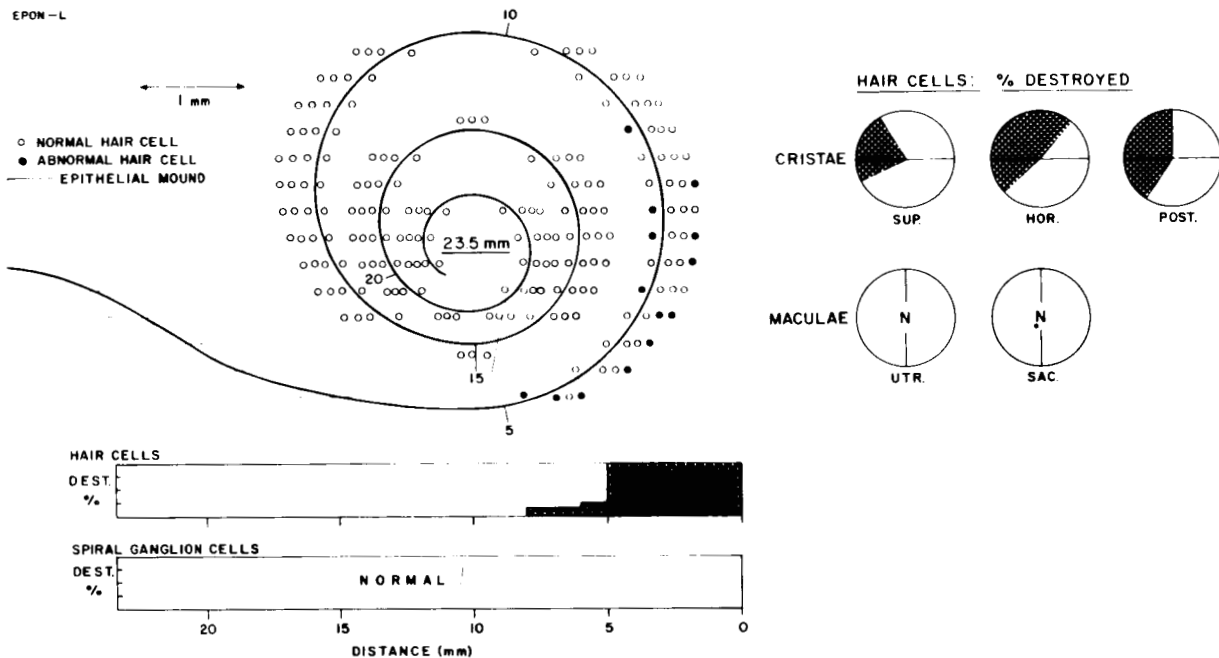 EPON-L
10
1 mm
NORMAL HAIR CELL
ABNORMAL HAIR CELL
EPITHELIAL MOUND
23.5 mm
20
15
5
HAIR CELLS: % DESTROYED
CRISTAE
SUP.
HOR.
POST.
MACULAE
N
N
UTR.
SAC.
HAIR CELLS
DEST.
%
SPIRAL GANGLION CELLS
DEST.
%
NORMAL
20
15
10
5
0
DISTANCE (mm)